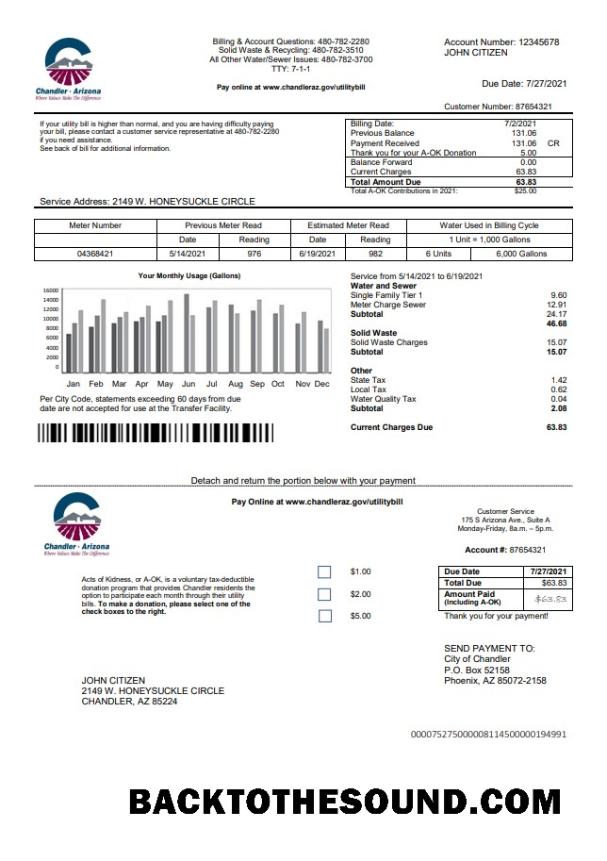 Billing & Account Questions: 480-782-2280
Solid Waste & Recycling: 480-782-3510
All Other Water/Sewer Issues: 480-782-3700
TTY: 7-1-1
Pay online at www.chandleraz.gov/utilitybill
Account Number: 12345678
JOHN CITIZEN
Due Date: 7/27/2021
Customer Number: 87654321
Chandler · Arizona
Where Values Make The Difference
If your utility bill is higher than normal, and you are having difficulty paying
your bill, please contact a customer service representative at 480-782-2280
if you need assistance.
See back of bill for additional information.
Billing Date: 7/2/2021
Previous Balance 131.06
Payment Received 131.06 CR
Thank you for your A-OK Donation 5.00
Balance Forward 0.00
Current Charges 63.83
Total Amount Due 63.83
Total A-OK Contributions in 2021: $25.00
Service Address: 2149 W. HONEYSUCKLE CIRCLE
Meter Number Previous Meter Read Estimated Meter Read Water Used in Billing Cycle
Date Reading Date Reading 1 Unit = 1,000 Gallons
04368421 5/14/2021 976 6/19/2021 982 6 Units 6,000 Gallons
Your Monthly Usage (Gallons)
16000
14000
12000
10000
8000
6000
4000
2000
0
Jan Feb Mar Apr May Jun Jul Aug Sep Oct Nov Dec
Per City Code, statements exceeding 60 days from due
date are not accepted for use at the Transfer Facility.
Service from 5/14/2021 to 6/19/2021
Water and Sewer
Single Family Tier 1 9.60
Meter Charge Sewer 12.91
Subtotal 24.17
46.68
Solid Waste
Solid Waste Charges 15.07
Subtotal 15.07
Other
State Tax 1.42
Local Tax 0.62
Water Quality Tax 0.04
Subtotal 2.08
Current Charges Due 63.83
Detach and return the portion below with your payment
Chandler · Arizona
Where Values Make The Difference
Pay Online at www.chandleraz.gov/utilitybill
Customer Service
175 S Arizona Ave., Suite A
Monday-Friday, 8a.m. – 5p.m.
Account #: 87654321
Acts of Kidness, or A-OK, is a voluntary tax-deductible
donation program that provides Chandler residents the
option to participate each month through their utility
bills. To make a donation, please select one of the
check boxes to the right.
$1.00
$2.00
$5.00
Due Date 7/27/2021
Total Due $63.83
Amount Paid
(Including A-OK) $63.83
Thank you for your payment!
SEND PAYMENT TO:
City of Chandler
P.O. Box 52158
Phoenix, AZ 85072-2158
JOHN CITIZEN
2149 W. HONEYSUCKLE CIRCLE
CHANDLER, AZ 85224
0000752750000081145000000194991
BACKTOTHESOUND.COM